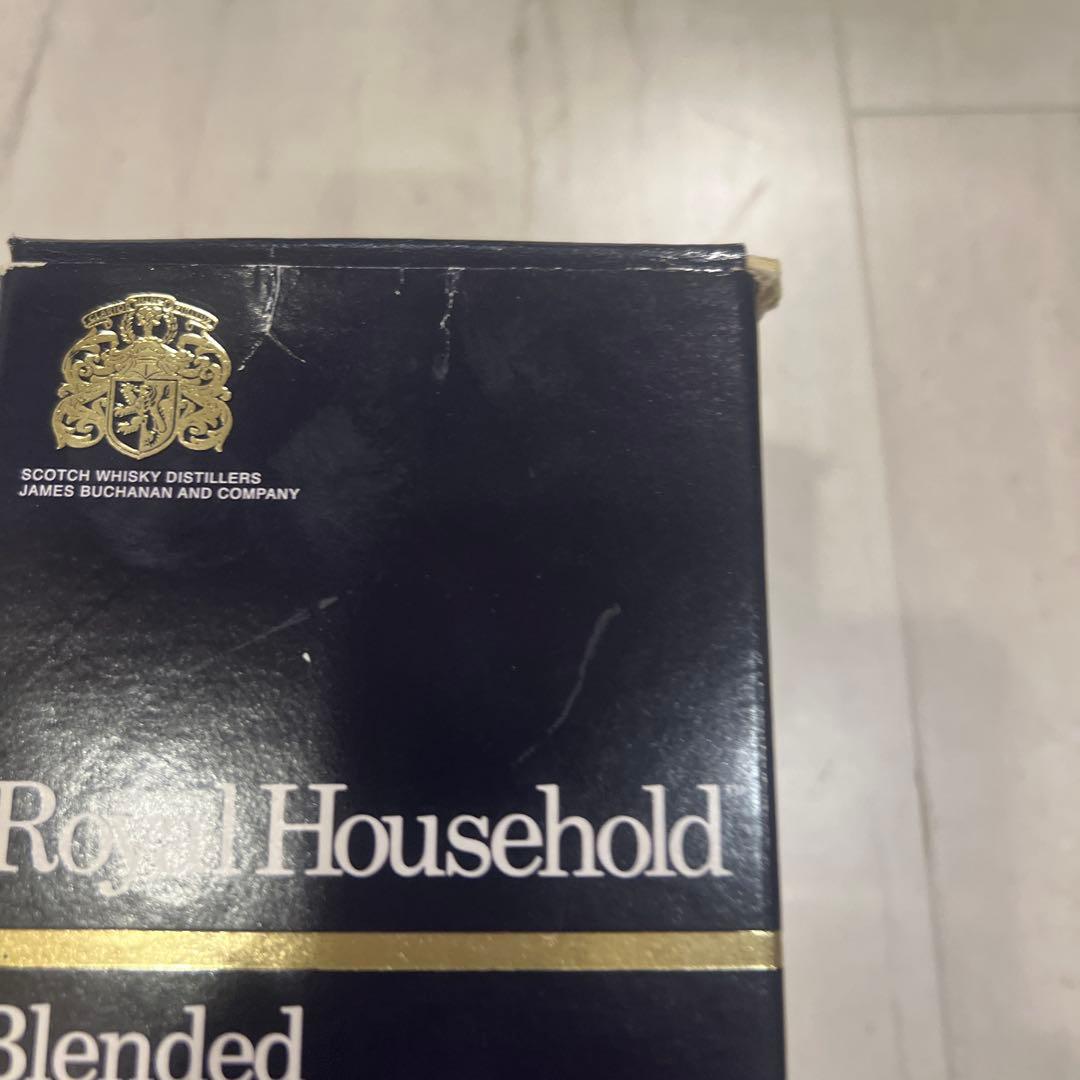 SCOTCH WHISKY DISTILLERS
JAMES BUCHANAN AND COMPANY
Royal Household
Blended